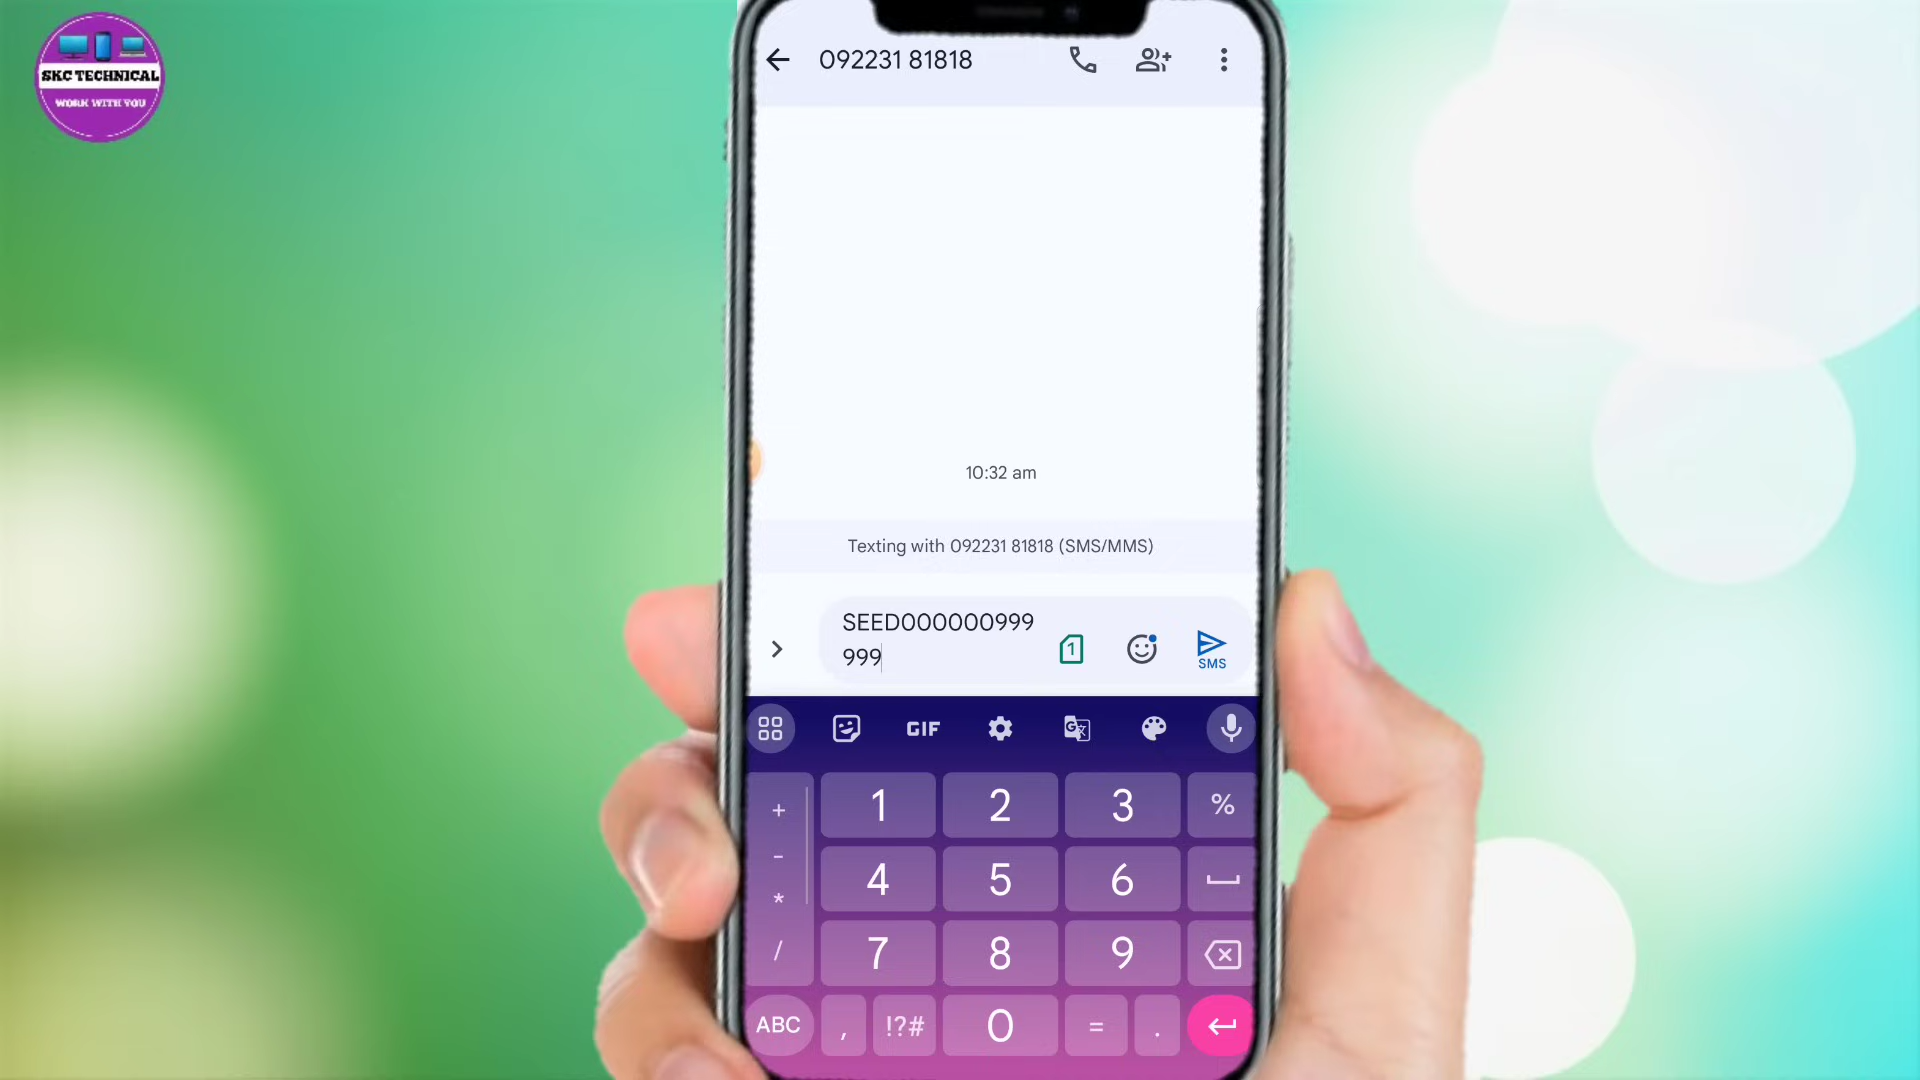 SKC TECHNICAL
WORK WITH YOU
092231 81818
10:32 am
Texting with 092231 81818 (SMS/MMS)
SEED000000999
999
1
SMS
GIF
+
1
2
3
%
-
4
5
6
*
/
7
8
9
ABC
,
!?#
0
=
.